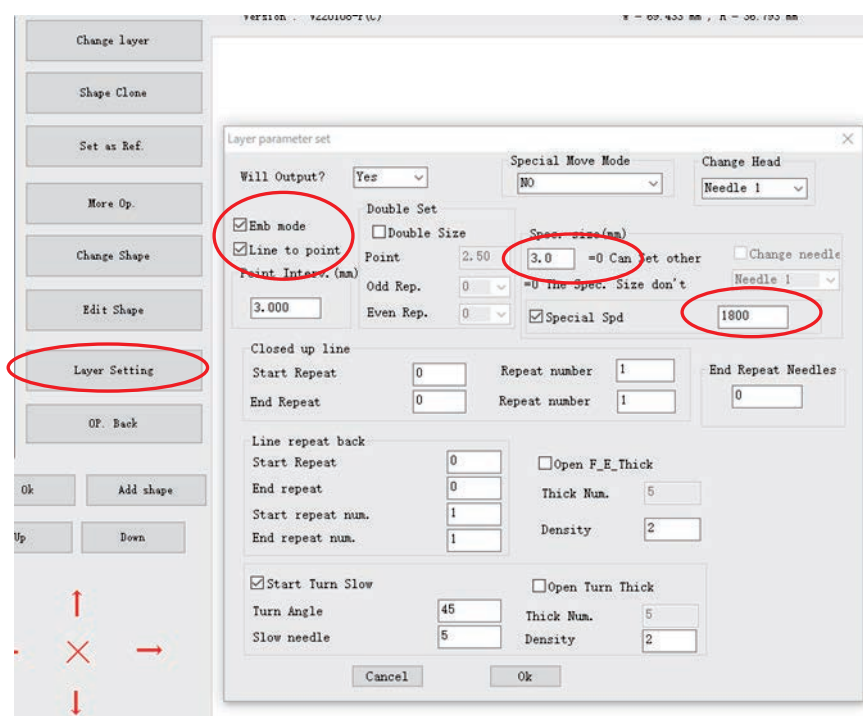 Version : V220108-F(C)
W = 69.433 mm , H = 36.793 mm
Change layer
Shape Clone
Set as Ref.
More Op.
Change Shape
Edit Shape
Layer Setting
OP. Back
Ok
Add shape
Up
Down
Layer parameter set
Will Output?
Yes
Special Move Mode
NO
Change Head
Needle 1
Emb mode
Line to point
Point Interv. (mm)
3.000
Double Set
Double Size
Point
2.50
Odd Rep.
0
Even Rep.
0
Spec. size(mm)
3.0
=0 Can Set other
=0 The Spec. Size don't
Change needle
Needle 1
Special Spd
1800
Closed up line
Start Repeat
0
Repeat number
1
End Repeat
0
Repeat number
1
End Repeat Needles
0
Line repeat back
Start Repeat
0
End repeat
0
Start repeat num.
1
End repeat num.
1
Open F_E_Thick
Thick Num.
5
Density
2
Start Turn Slow
Turn Angle
45
Slow needle
5
Open Turn Thick
Thick Num.
5
Density
2
Cancel
Ok